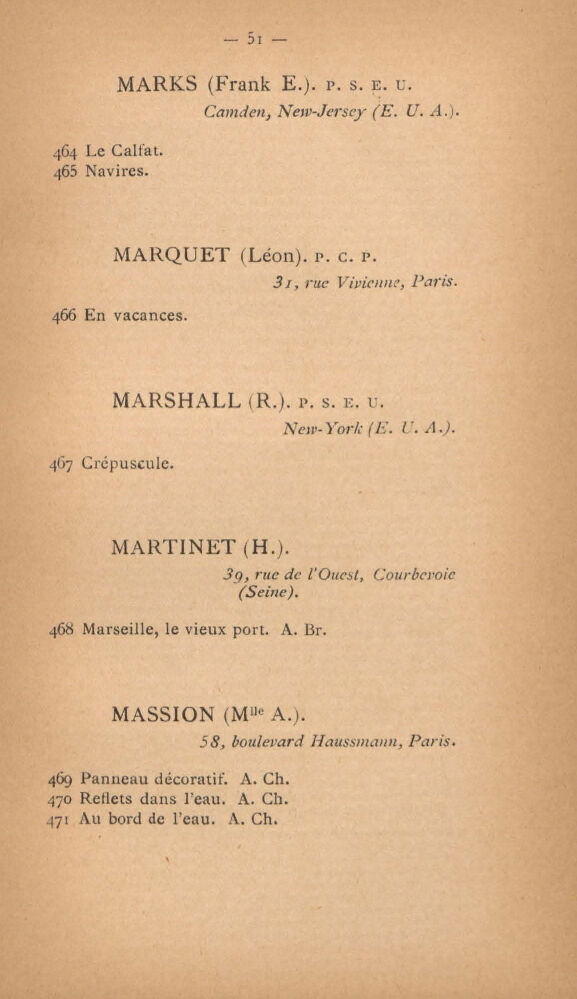 — 51 —
MARKS (Frank E.). P. S. E. U.
Camden, New-Jersey (E. U. A.).
464 Le Calfat.
465 Navires.
MARQUET (Léon). P. C. P.
31, rue Vivienne, Paris.
466 En vacances.
MARSHALL (R.). P. S. E. U.
New-York (E. U. A.).
467 Crépuscule.
MARTINET (H.).
39, rue de l'Ouest, Courbevoie
(Seine).
468 Marseille, le vieux port. A. Br.
MASSION (Mlle A.).
58, boulevard Haussmann, Paris.
469 Panneau décoratif. A. Ch.
470 Reflets dans l'eau. A. Ch.
471 Au bord de l'eau. A. Ch.